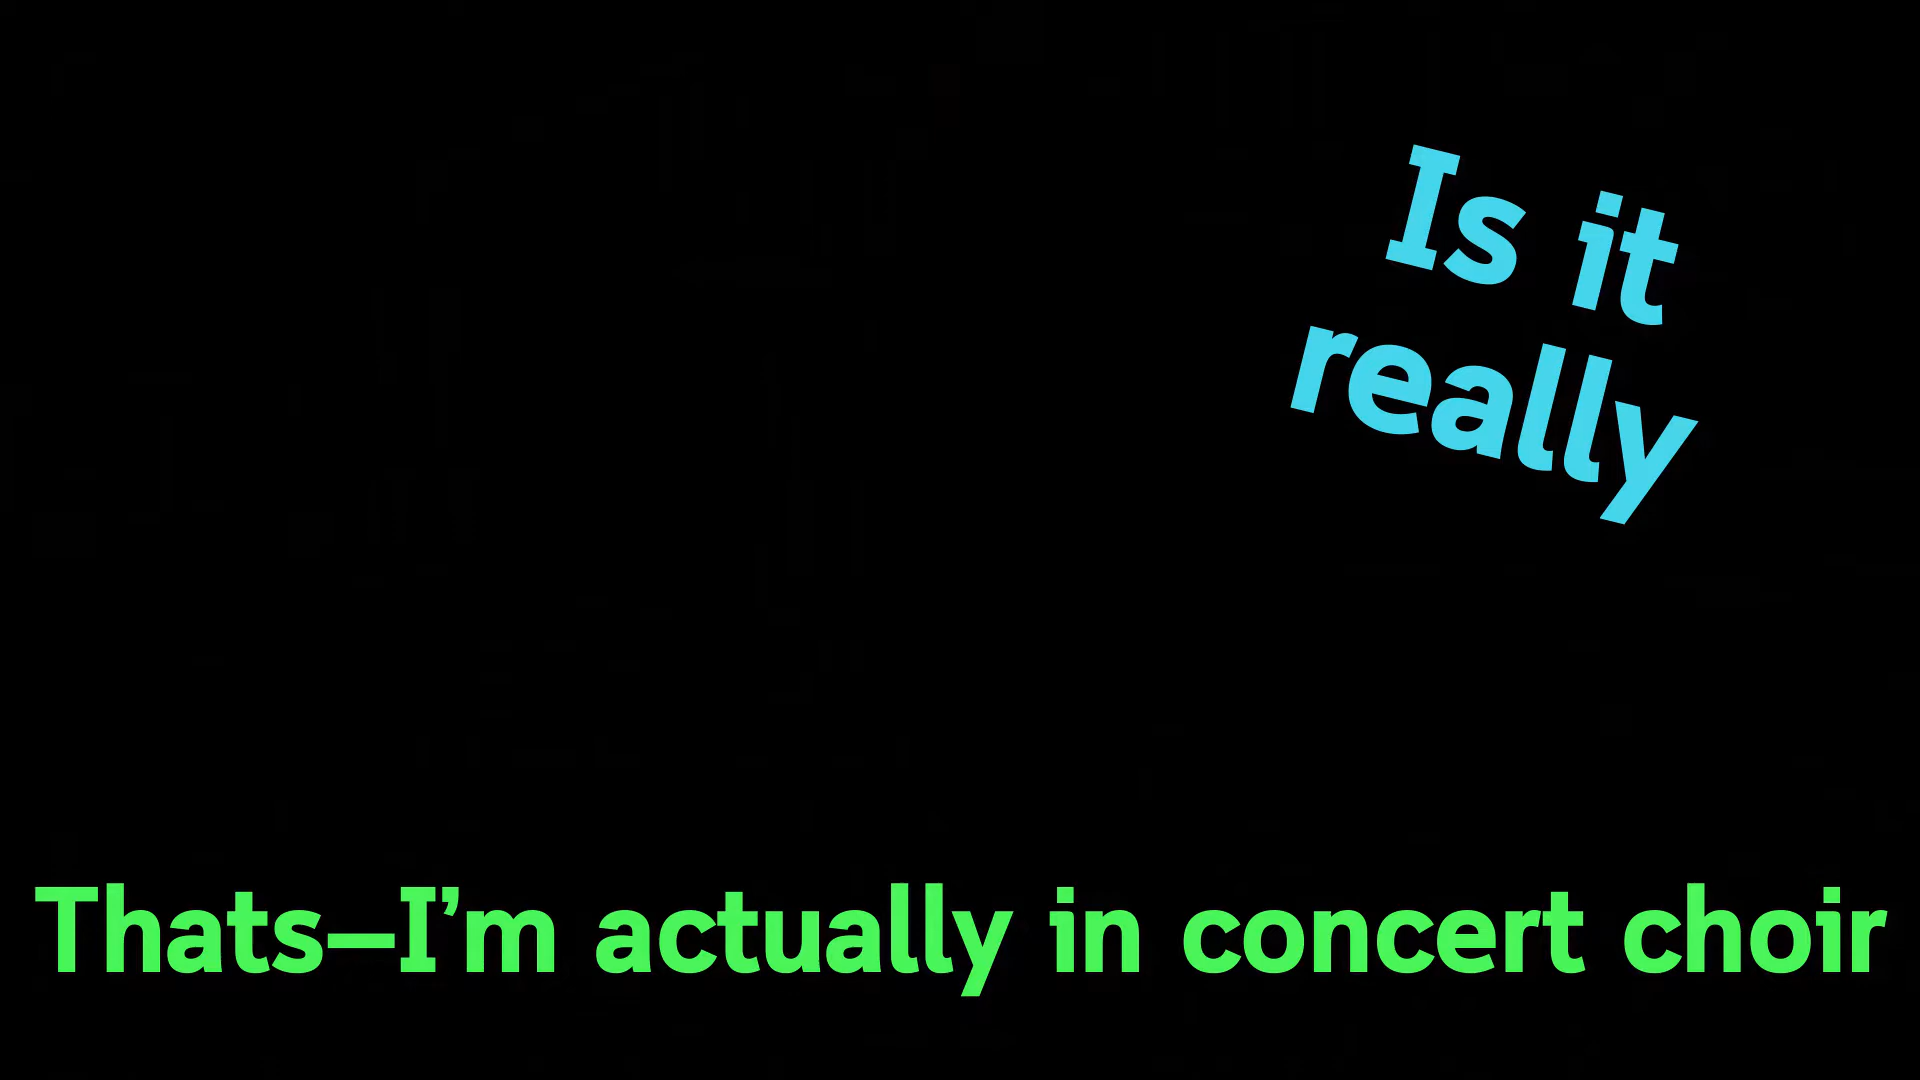 Is it
really
Thats–I’m actually in concert choir